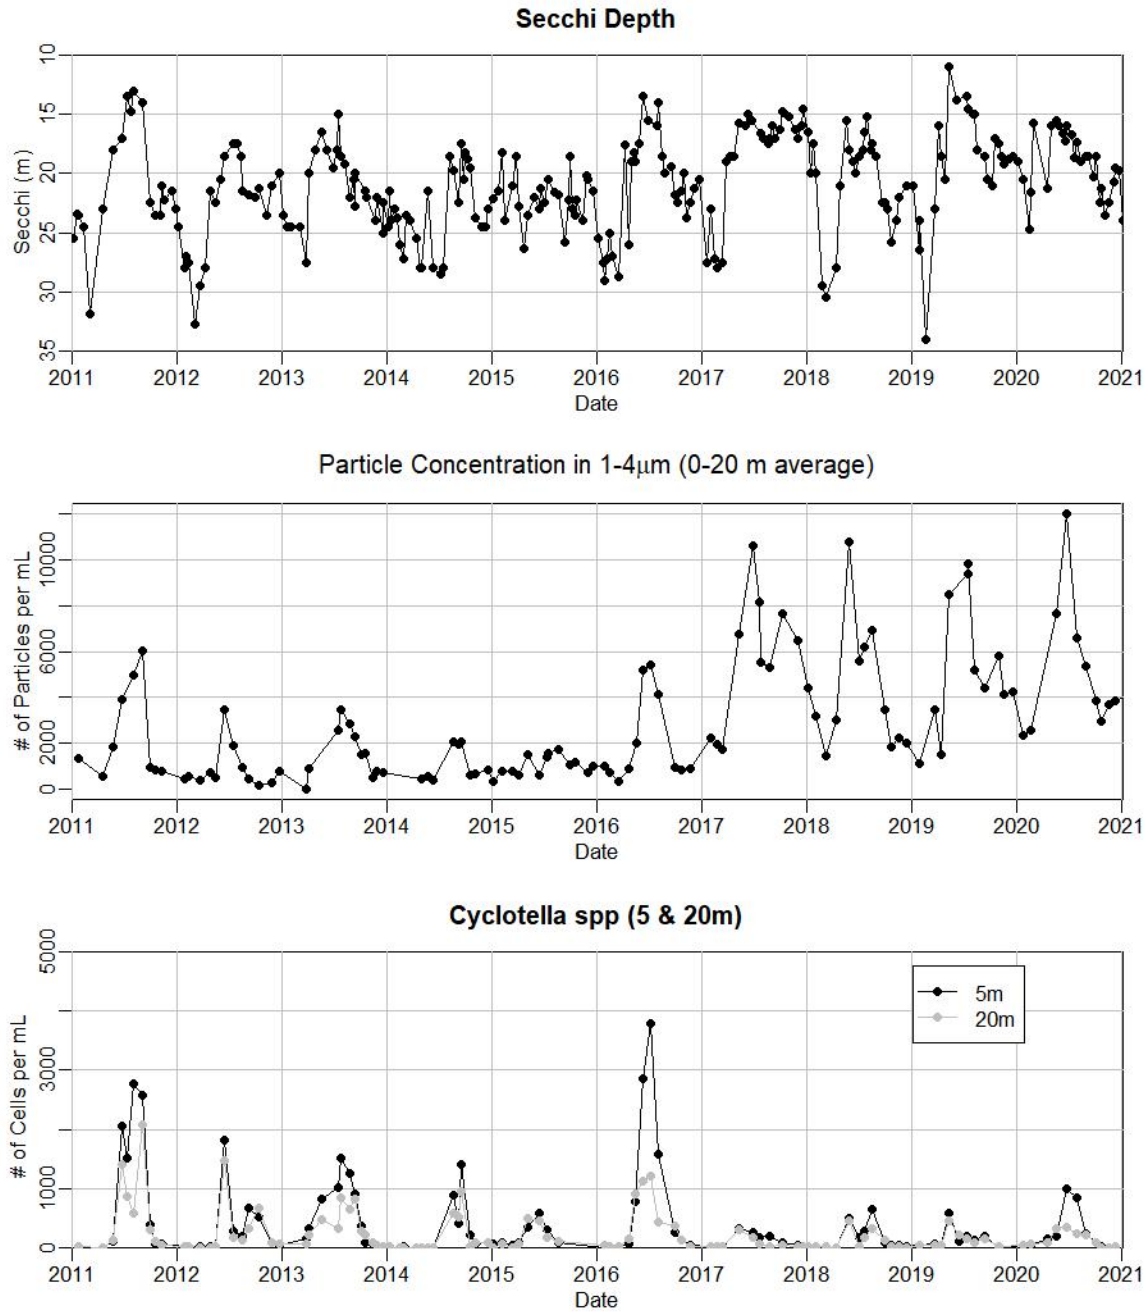 Secchi Depth
10
15
20
25
30
35
Secchi (m)
2011 2012 2013 2014 2015 2016 2017 2018 2019 2020 2021
Date
Particle Concentration in 1-4μm (0-20 m average)
10000
6000
2000
0
# of Particles per mL
2011 2012 2013 2014 2015 2016 2017 2018 2019 2020 2021
Date
Cyclotella spp (5 & 20m)
5000
3000
1000
0
# of Cells per mL
5m
20m
2011 2012 2013 2014 2015 2016 2017 2018 2019 2020 2021
Date